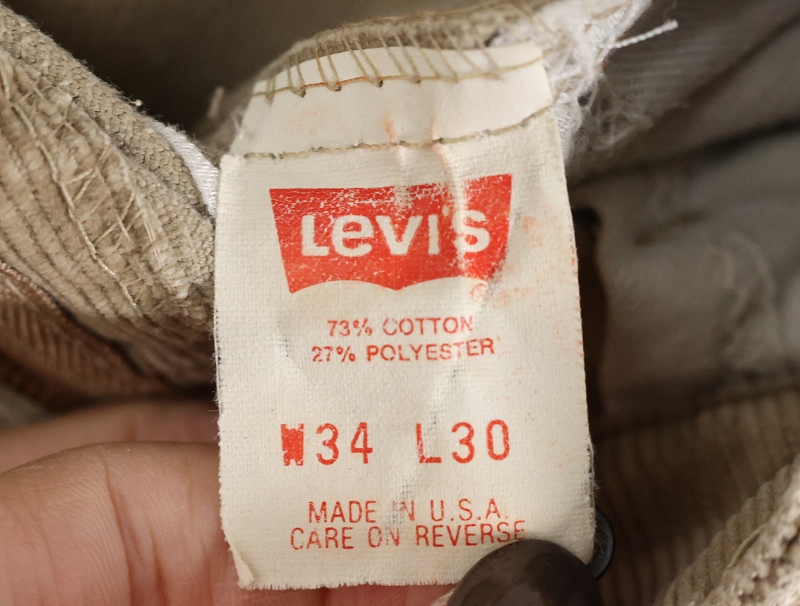 Levi's
®
73% COTTON
27% POLYESTER
W34 L30
MADE IN U.S.A.
CARE ON REVERSE